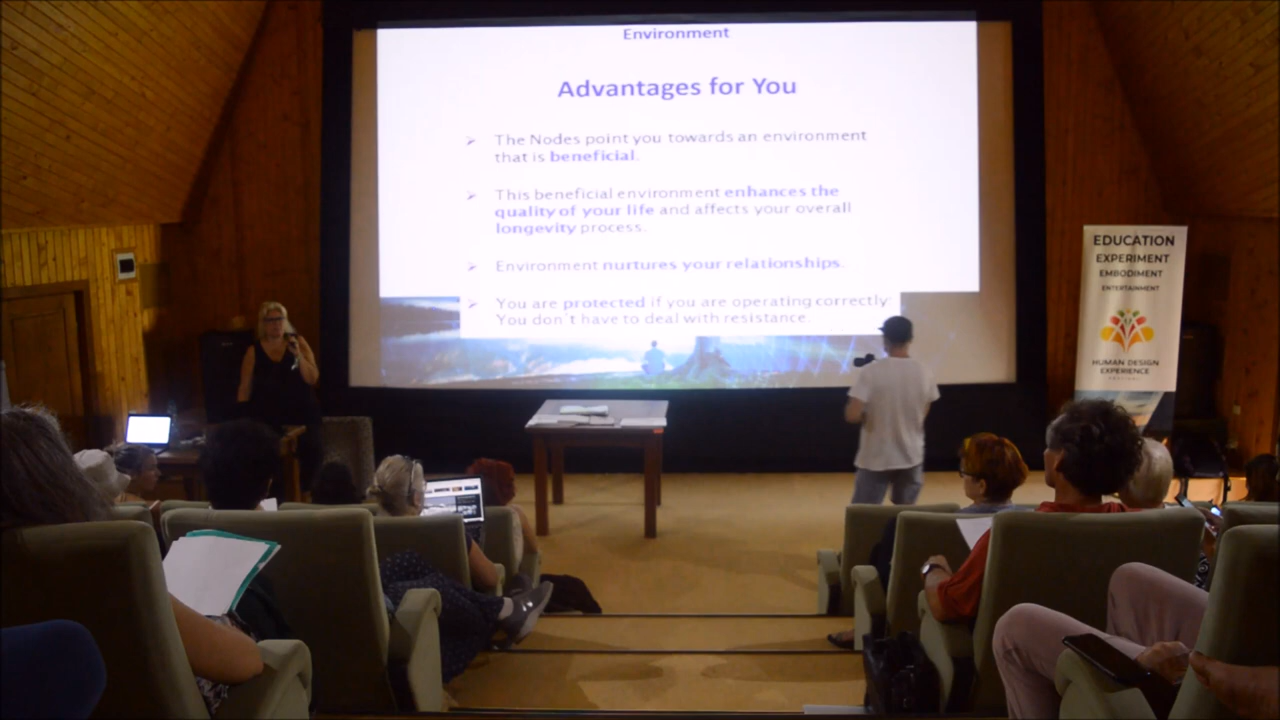 Environment
Advantages for You
➢ The Nodes point you towards an environment
that is beneficial.
➢ This beneficial environment enhances the
quality of your life and affects your overall
longevity process.
➢ Environment nurtures your relationships.
➢ You are protected if you are operating correctly:
You don´t have to deal with resistance.
EDUCATION
EXPERIMENT
EMBODIMENT
ENTERTAINMENT
HUMAN DESIGN
EXPERIENCE